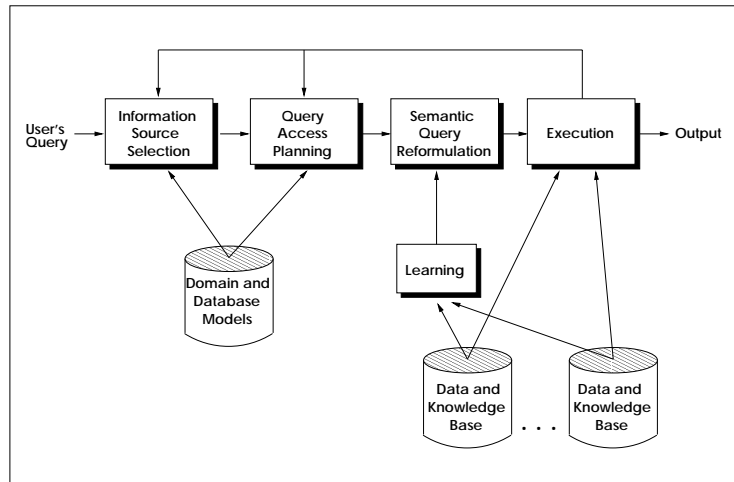 User's
Query
Information
Source
Selection
Query
Access
Planning
Semantic
Query
Reformulation
Execution
Output
Learning
Domain and
Database
Models
Data and
Knowledge
Base
. . .
Data and
Knowledge
Base